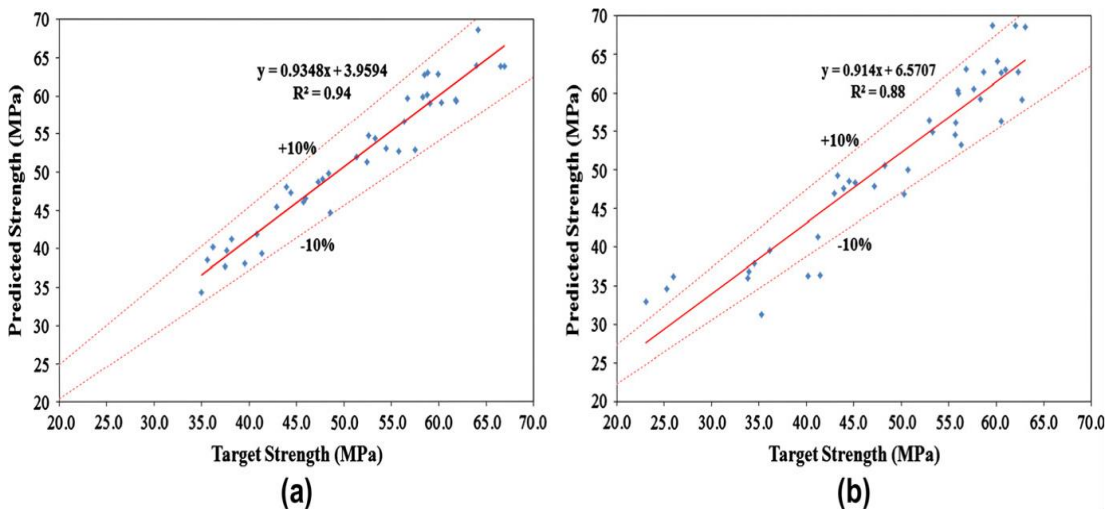 70
65
60
55
50
45
40
35
30
25
20
Predicted Strength (MPa)
y = 0.9348x + 3.9594
R² = 0.94
+10%
-10%
20.0 25.0 30.0 35.0 40.0 45.0 50.0 55.0 60.0 65.0 70.0
Target Strength (MPa)
(a)
70
65
60
55
50
45
40
35
30
25
20
Predicted Strength (MPa)
y = 0.914x + 6.5707
R² = 0.88
+10%
-10%
20.0 25.0 30.0 35.0 40.0 45.0 50.0 55.0 60.0 65.0 70.0
Target Strength (MPa)
(b)